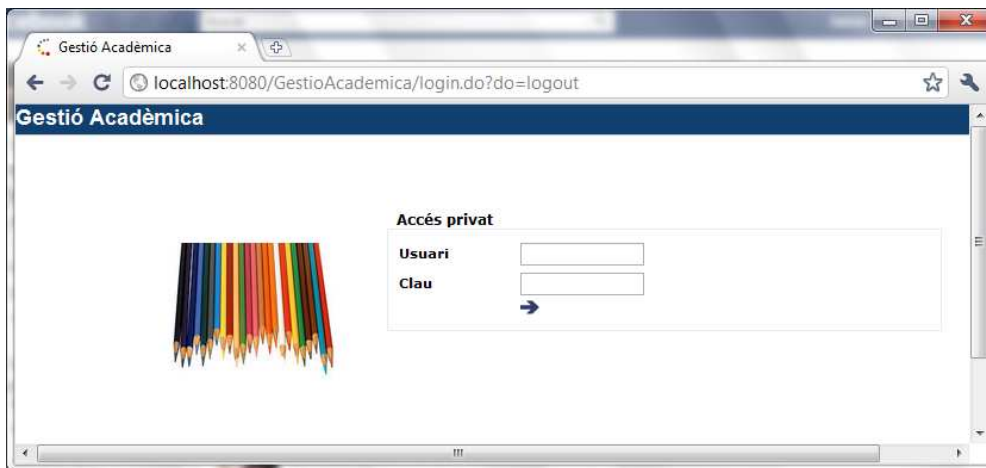 Gestió Acadèmica
localhost:8080/GestioAcademica/login.do?do=logout
Gestió Acadèmica
Accés privat
Usuari
Clau